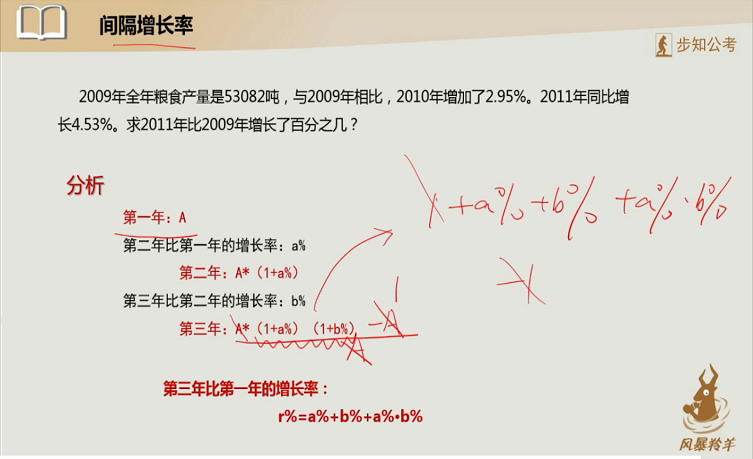 间隔增长率
步知公考
2009年全年粮食产量是53082吨，与2009年相比，2010年增加了2.95%。2011年同比增
长4.53%。求2011年比2009年增长了百分之几？
分析
第一年：A
第二年比第一年的增长率：a%
第二年：A*（1+a%）
第三年比第二年的增长率：b%
第三年：A*（1+a%）（1+b%）
-A
1
A
1+a%+b%+a%·b%
-1
第三年比第一年的增长率：
r%=a%+b%+a%•b%
风暴羚羊